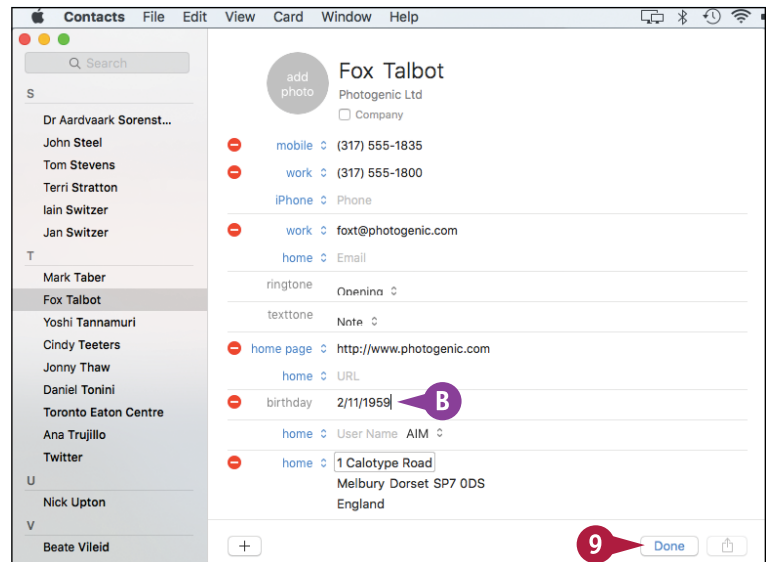 Contacts File Edit View Card Window Help
Search
S
Dr Aardvaark Sorenst...
John Steel
Tom Stevens
Terri Stratton
Iain Switzer
Jan Switzer
T
Mark Taber
Fox Talbot
Yoshi Tannamuri
Cindy Teeters
Jonny Thaw
Daniel Tonini
Toronto Eaton Centre
Ana Trujillo
Twitter
U
Nick Upton
V
Beate Vileid
add
photo
Fox Talbot
Photogenic Ltd
Company
mobile (317) 555-1835
work (317) 555-1800
iPhone Phone
work foxt@photogenic.com
home Email
ringtone Opening
texttone Note
home page http://www.photogenic.com
home URL
birthday 2/11/1959 B
home User Name AIM
home 1 Calotype Road
Melbury Dorset SP7 0DS
England
+ 9 Done